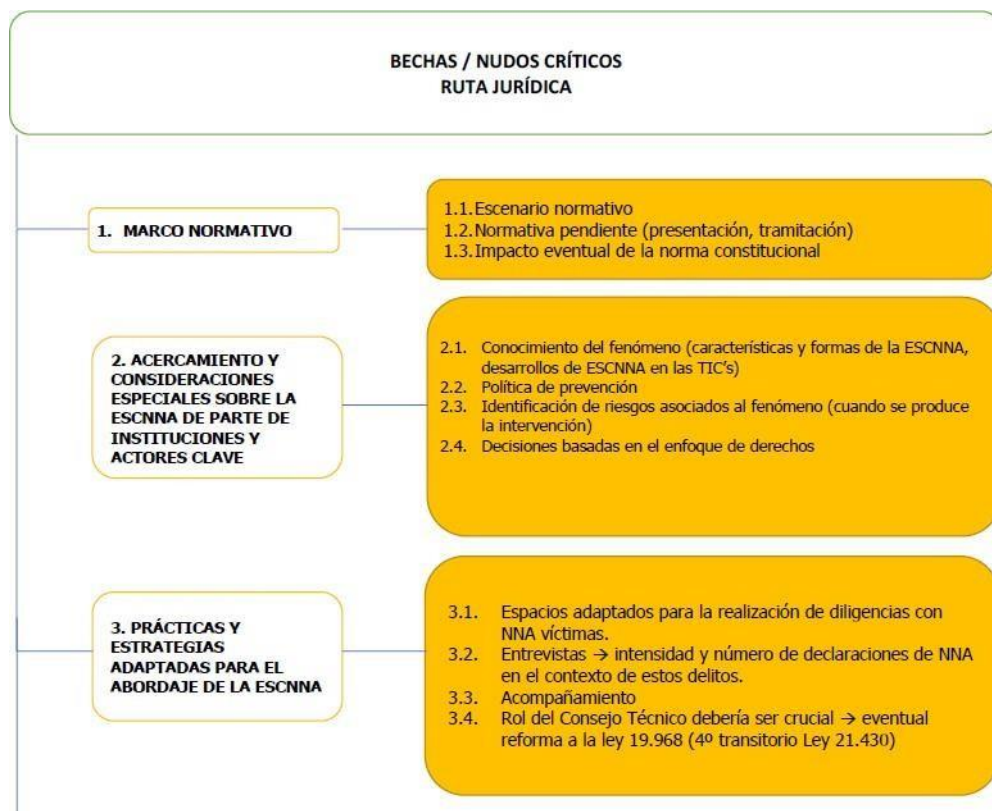 BECHAS / NUDOS CRÍTICOS
RUTA JURÍDICA
1. MARCO NORMATIVO
1.1.Escenario normativo
1.2.Normativa pendiente (presentación, tramitación)
1.3.Impacto eventual de la norma constitucional
2. ACERCAMIENTO Y
CONSIDERACIONES
ESPECIALES SOBRE LA
ESCNNA DE PARTE DE
INSTITUCIONES Y
ACTORES CLAVE
2.1. Conocimiento del fenómeno (características y formas de la ESCNNA,
desarrollos de ESCNNA en las TIC's)
2.2. Política de prevención
2.3. Identificación de riesgos asociados al fenómeno (cuando se produce
la intervención)
2.4. Decisiones basadas en el enfoque de derechos
3. PRÁCTICAS Y
ESTRATEGIAS
ADAPTADAS PARA EL
ABORDAJE DE LA ESCNNA
3.1. Espacios adaptados para la realización de diligencias con
NNA víctimas.
3.2. Entrevistas → intensidad y número de declaraciones de NNA
en el contexto de estos delitos.
3.3. Acompañamiento
3.4. Rol del Consejo Técnico debería ser crucial → eventual
reforma a la ley 19.968 (4º transitorio Ley 21.430)